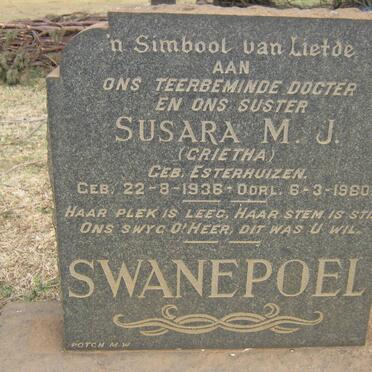 'n Simbool van Liefde
AAN
ONS TEERBEMINDE DOGTER
EN ONS SUSTER
SUSARA M. J.
(GRIETHA)
GEB. ESTERHUIZEN.
GEB. 22-8-1936 - OORL. 6-3-1960
HAAR PLEK IS LEEG, HAAR STEM IS STIL
ONS SWYG O' HEER, DIT WAS U WIL.
SWANEPOEL
POTCH M.W.